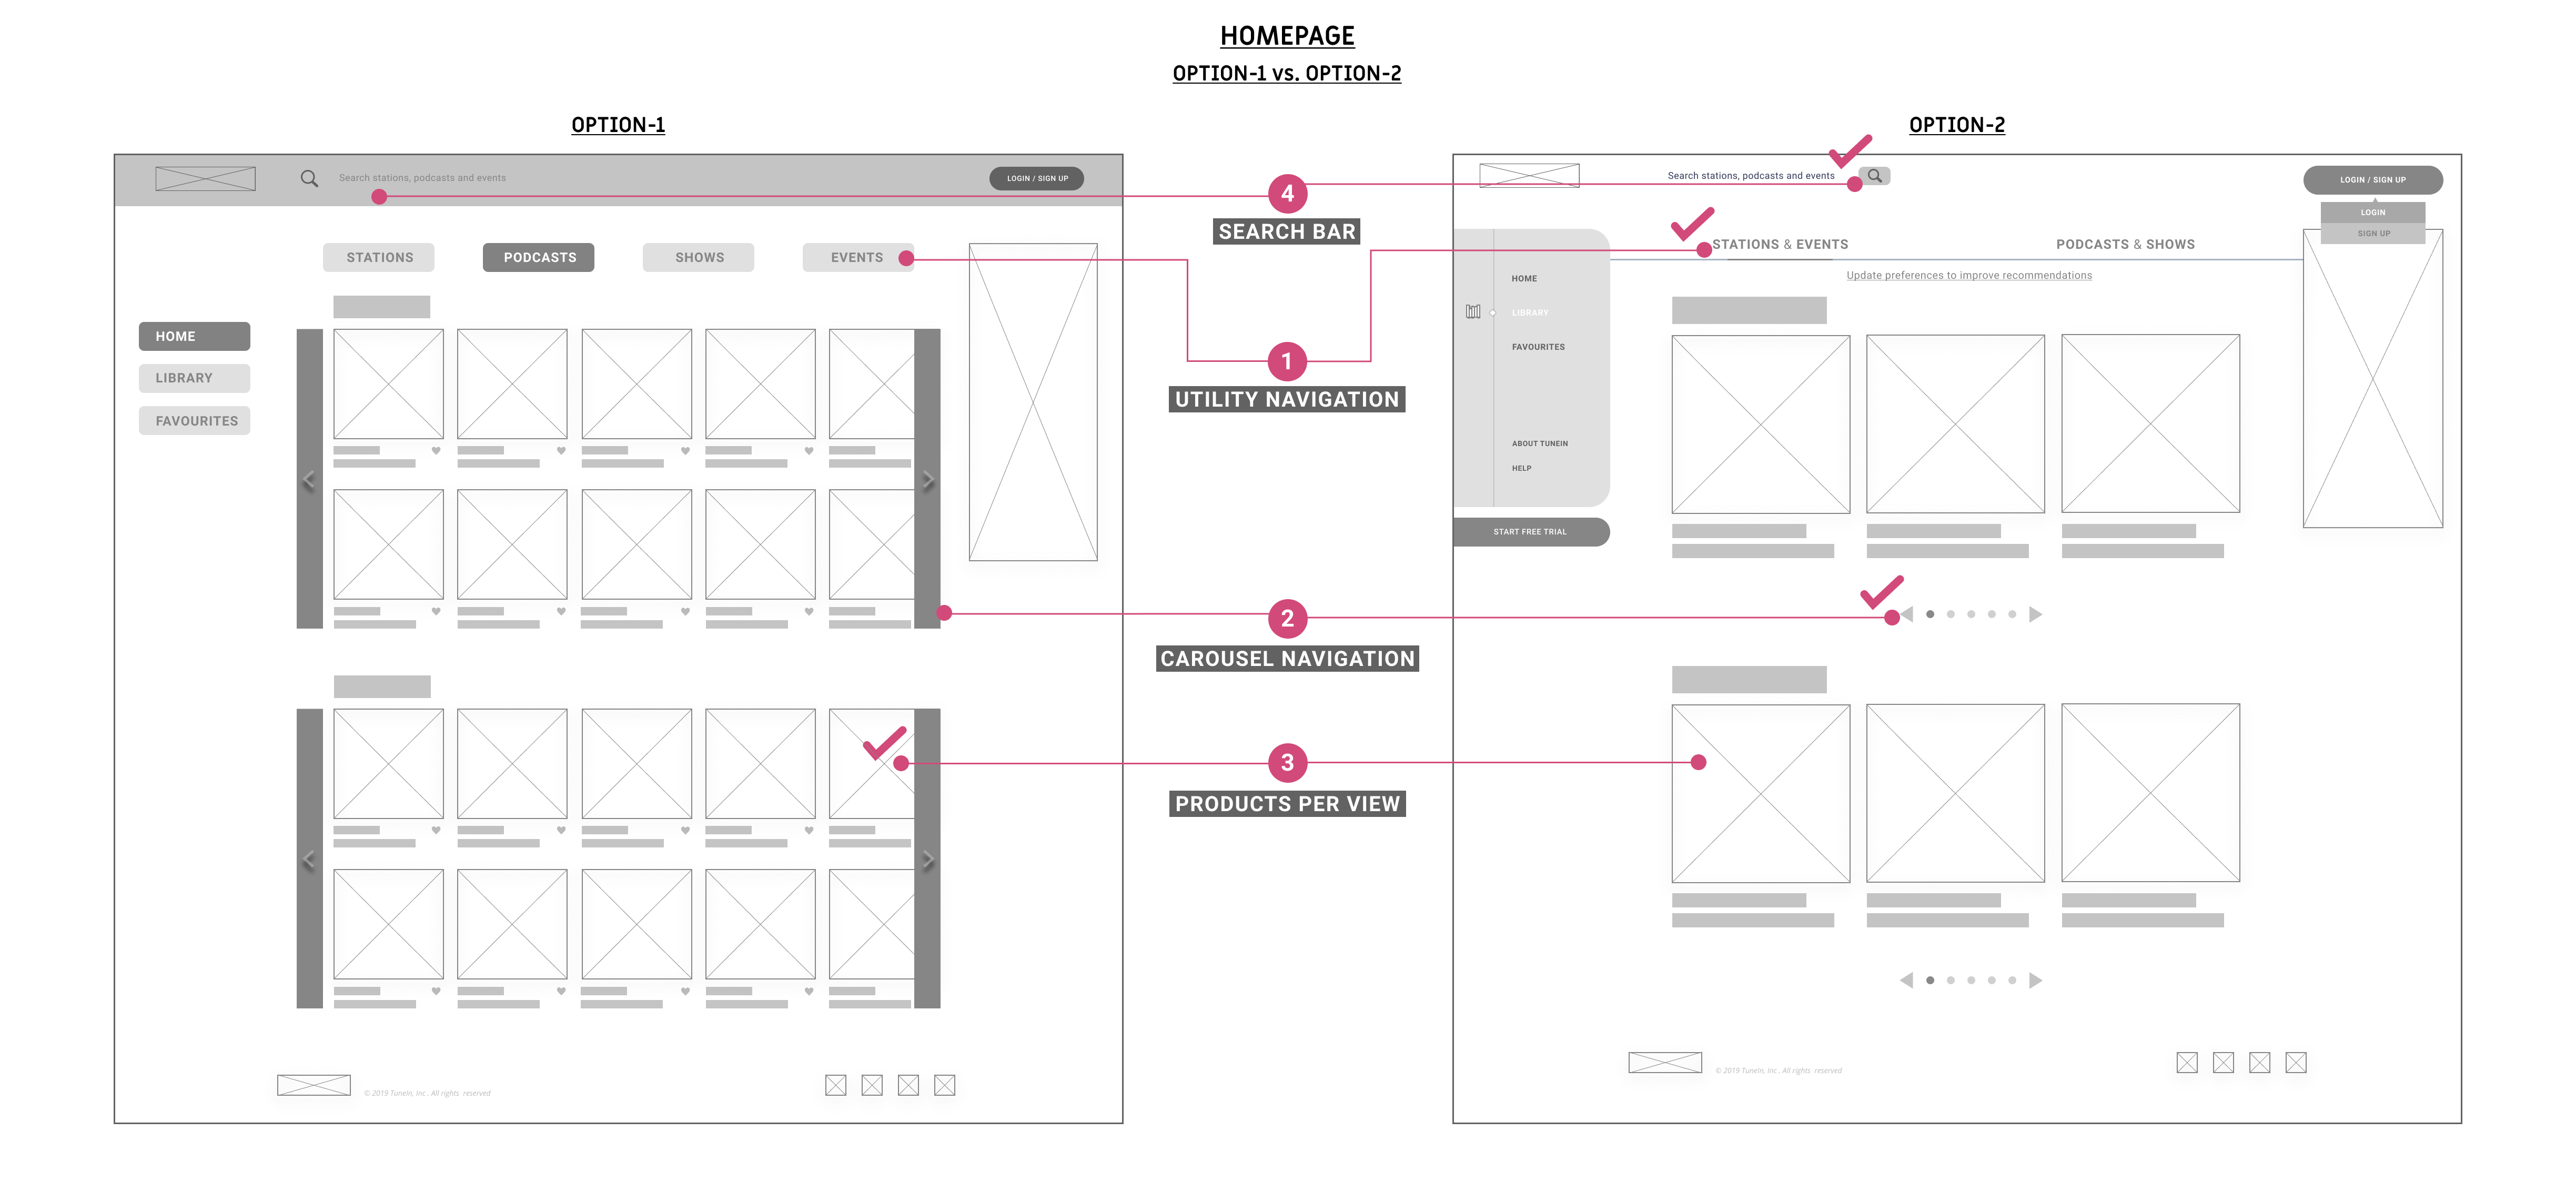 HOMEPAGE
OPTION-1 vs. OPTION-2
OPTION-1
Search stations, podcasts and events
LOGIN / SIGN UP
STATIONS
PODCASTS
SHOWS
EVENTS
HOME
LIBRARY
FAVOURITES
© 2019 TuneIn, Inc . All rights reserved
4
SEARCH BAR
1
UTILITY NAVIGATION
2
CAROUSEL NAVIGATION
3
PRODUCTS PER VIEW
OPTION-2
Search stations, podcasts and events
LOGIN / SIGN UP
LOGIN
SIGN UP
STATIONS & EVENTS
PODCASTS & SHOWS
Update preferences to improve recommendations
HOME
LIBRARY
FAVOURITES
ABOUT TUNEIN
HELP
START FREE TRIAL
© 2019 TuneIn, Inc . All rights reserved